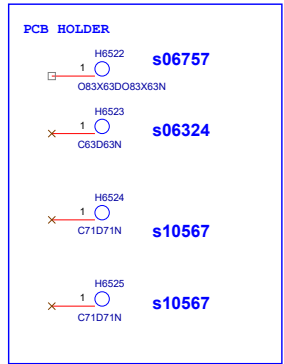 PCB HOLDER
H6522
s06757
1
O83X63DO83X63N
H6523
s06324
1
C63D63N
H6524
1
s10567
C71D71N
H6525
1
s10567
C71D71N